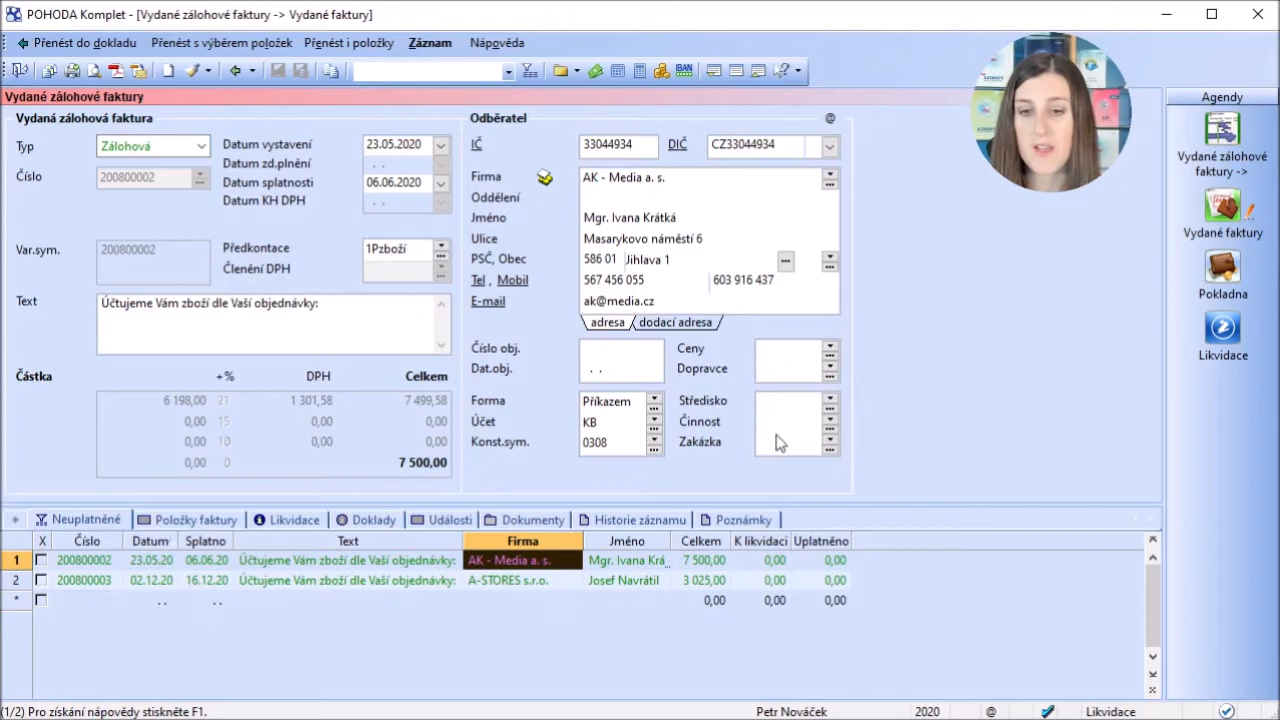 POHODA Komplet - [Vydané zálohové faktury -> Vydané faktury]
Přenést do dokladu Přenést s výběrem položek Přenést i položky Záznam Nápověda
IBAN
Vydané zálohové faktury
Agendy
Vydaná zálohová faktura
Odběratel @
Typ Zálohová Datum vystavení 23.05.2020 IČ 33044934 DIČ CZ33044934
Datum zd.plnění . .
Číslo 200800002 Datum splatnosti 06.06.2020 Firma AK - Media a. s.
Datum KH DPH . . Oddělení
Jméno Mgr. Ivana Krátká
Var.sym. 200800002 Předkontace 1Pzboží Ulice Masarykovo náměstí 6
Členění DPH PSČ, Obec 586 01 Jihlava 1
Tel , Mobil 567 456 055 603 916 437
Text Účtujeme Vám zboží dle Vaší objednávky: E-mail ak@media.cz
adresa dodací adresa
Číslo obj. Ceny
Dat.obj. . . Dopravce
Částka +% DPH Celkem
6 198,00 21 1 301,58 7 499,58 Forma Příkazem Středisko
0,00 15 0,00 0,00 Účet KB Činnost
0,00 10 0,00 0,00 Konst.sym. 0308 Zakázka
0,00 0 7 500,00
Vydané zálohové
faktury ->
Vydané faktury
Pokladna
Likvidace
* Neuplatněné Položky faktury Likvidace Doklady Události Dokumenty Historie záznamu Poznámky
X Číslo Datum Splatno Text Firma Jméno Celkem K likvidaci Uplatněno
1 200800002 23.05.20 06.06.20 Účtujeme Vám zboží dle Vaší objednávky: AK - Media a. s. Mgr. Ivana Krá... 7 500,00 0,00 0,00
2 200800003 02.12.20 16.12.20 Účtujeme Vám zboží dle Vaší objednávky: A-STORES s.r.o. Josef Navrátil 3 025,00 0,00 0,00
* . . . . 0,00 0,00 0,00
(1/2) Pro získání nápovědy stiskněte F1. Petr Nováček 2020 @ Likvidace